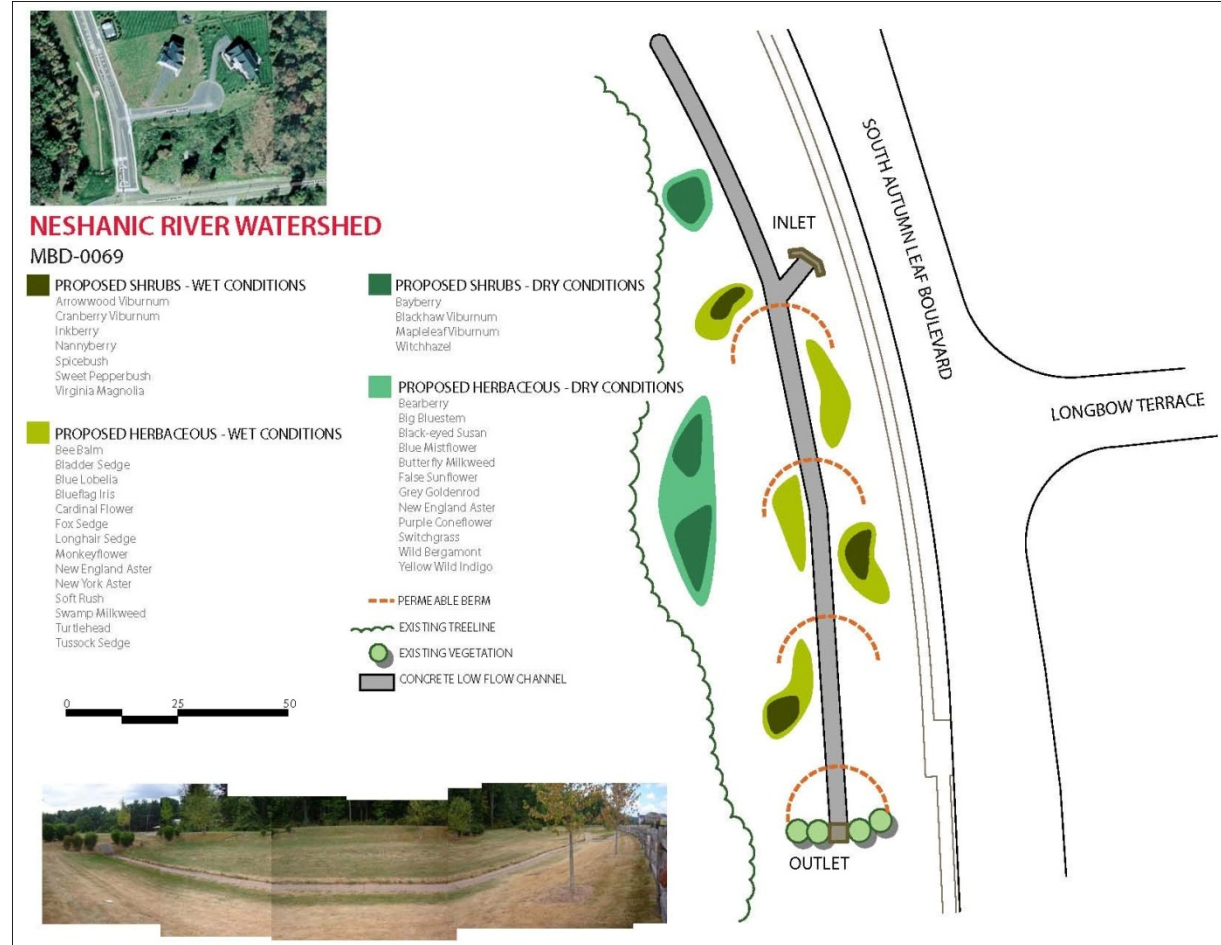 NESHANIC RIVER WATERSHED
MBD-0069
PROPOSED SHRUBS - WET CONDITIONS
Arrowwood Viburnum
Cranberry Viburnum
Inkberry
Nannyberry
Spicebush
Sweet Pepperbush
Virginia Magnolia
PROPOSED HERBACEOUS - WET CONDITIONS
Bee Balm
Bladder Sedge
Blue Lobelia
Blueflag Iris
Cardinal Flower
Fox Sedge
Longhair Sedge
Monkeyflower
New England Aster
New York Aster
Soft Rush
Swamp Milkweed
Turtlehead
Tussock Sedge
PROPOSED SHRUBS - DRY CONDITIONS
Bayberry
Blackhaw Viburnum
Mapleleaf Viburnum
Witchhazel
PROPOSED HERBACEOUS - DRY CONDITIONS
Bearberry
Big Bluestem
Black-eyed Susan
Blue Mistflower
Butterfly Milkweed
False Sunflower
Grey Goldenrod
New England Aster
Purple Coneflower
Switchgrass
Wild Bergamont
Yellow Wild Indigo
PERMEABLE BERM
EXISTING TREELINE
EXISTING VEGETATION
CONCRETE LOW FLOW CHANNEL
0 25 50
INLET
SOUTH AUTUMN LEAF BOULEVARD
LONGBOW TERRACE
OUTLET